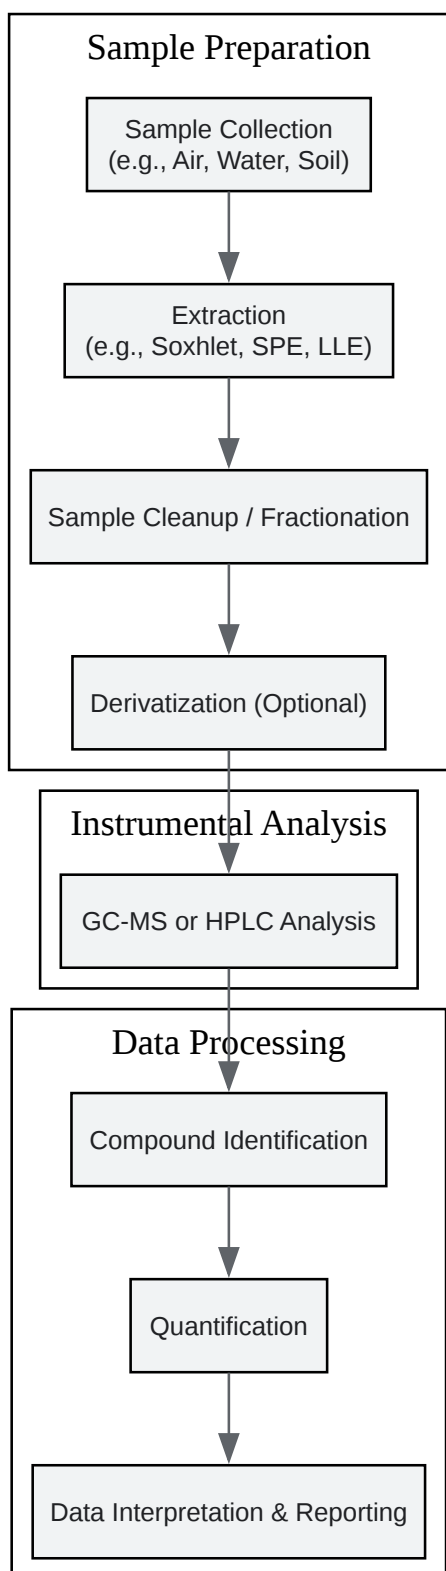 Sample Preparation
Sample Collection
(e.g., Air, Water, Soil)
Extraction
(e.g., Soxhlet, SPE, LLE)
Sample Cleanup / Fractionation
Derivatization (Optional)
Instrumental Analysis
GC-MS or HPLC Analysis
Data Processing
Compound Identification
Quantification
Data Interpretation & Reporting